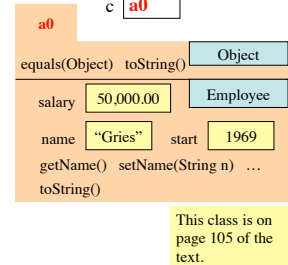 c a0
a0
equals(Object) toString() Object
salary 50,000.00 Employee
name “Gries” start 1969
getName() setName(String n) …
toString()
This class is on
page 105 of the
text.